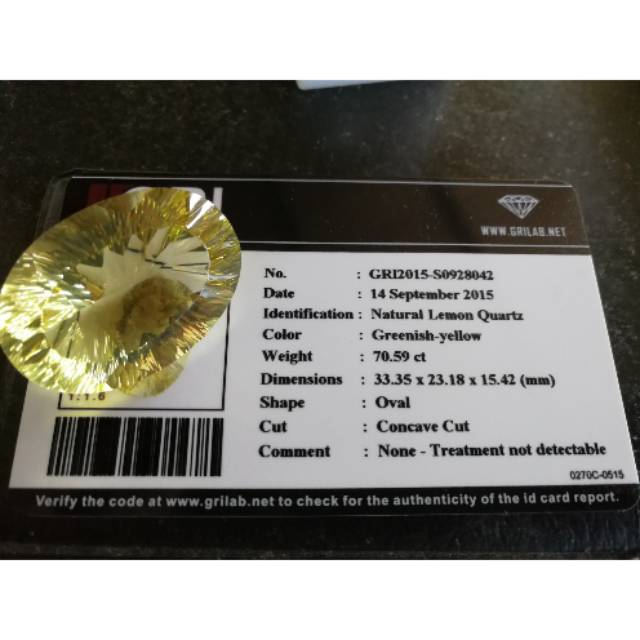 WWW.GRILAB.NET
No. : GRI2015-S0928042
Date : 14 September 2015
Identification : Natural Lemon Quartz
Color : Greenish-yellow
Weight : 70.59 ct
Dimensions : 33.35 x 23.18 x 15.42 (mm)
Shape : Oval
Cut : Concave Cut
Comment : None - Treatment not detectable
1:1.6
0270C-0515
Verify the code at www.grilab.net to check for the authenticity of the id card report.